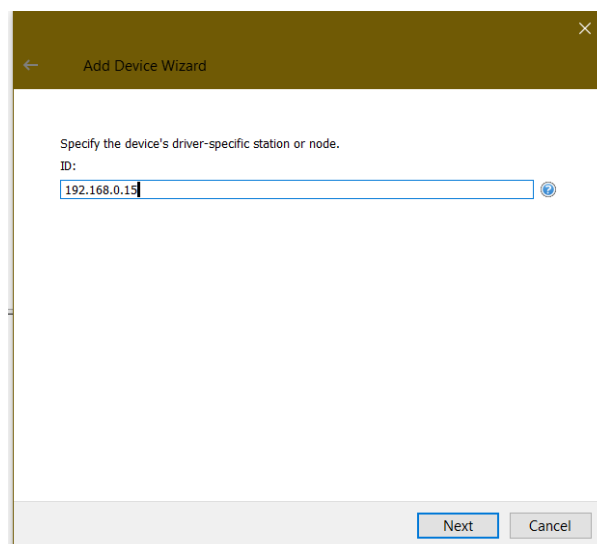 Add Device Wizard
Specify the device's driver-specific station or node.
ID:
192.168.0.15
Next Cancel